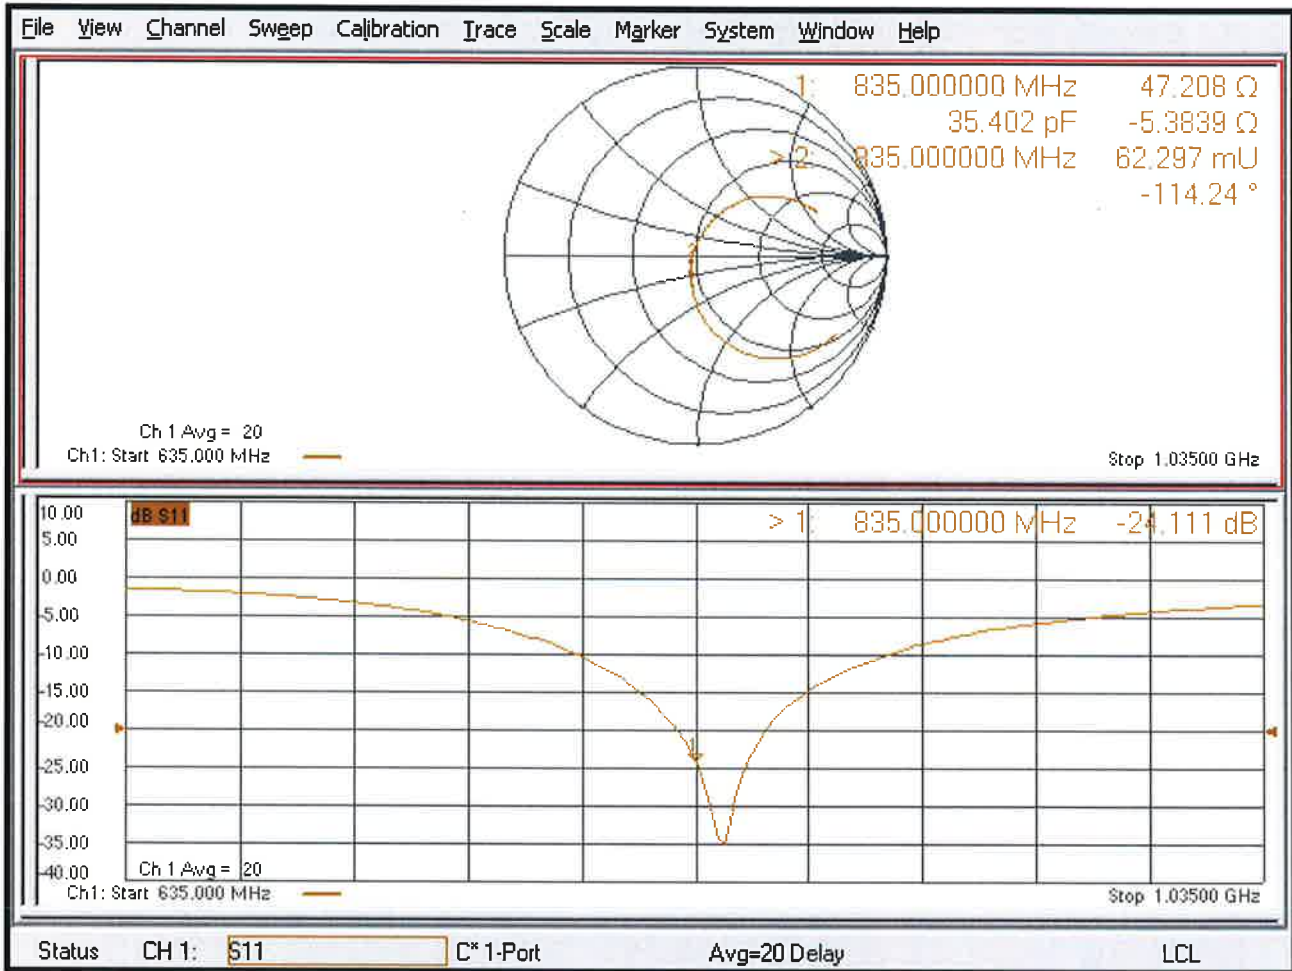 File View Channel Sweep Calibration Trace Scale Marker System Window Help
1: 835.000000 MHz 47.208 Ω
35.402 pF -5.3839 Ω
> 2: 835.000000 MHz 62.297 mU
-114.24 °
Ch 1 Avg = 20
Ch1: Start 635.000 MHz
Stop 1.03500 GHz
10.00
dB S11
> 1: 835.000000 MHz -24.111 dB
5.00
0.00
-5.00
-10.00
-15.00
-20.00
-25.00
-30.00
-35.00
-40.00
1
Ch 1 Avg = 20
Ch1: Start 635.000 MHz
Stop 1.03500 GHz
Status CH 1: S11 C* 1-Port Avg=20 Delay LCL